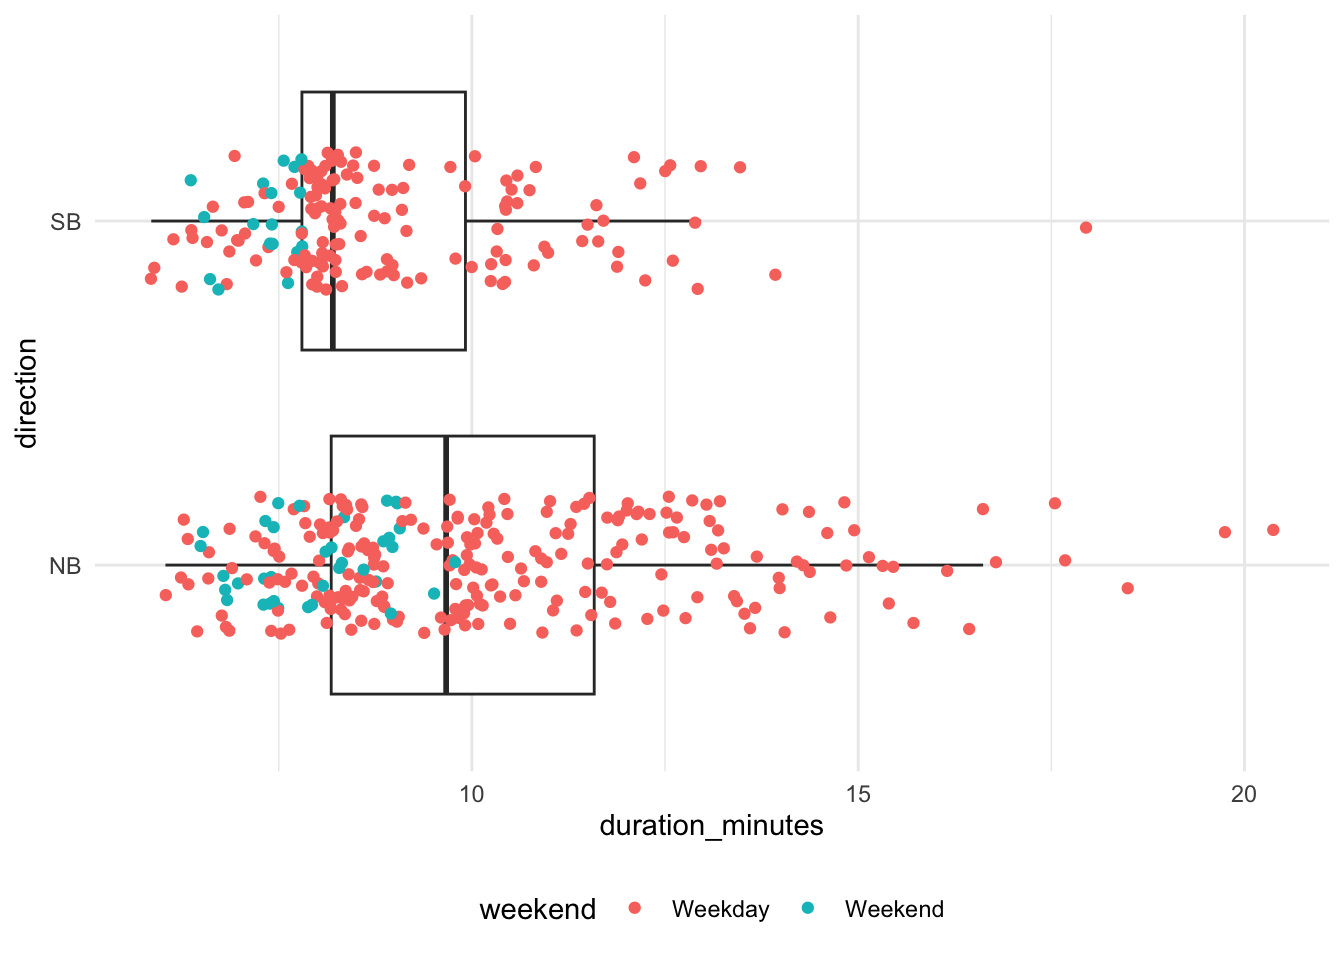 SB
direction
NB
10
15
20
duration_minutes
weekend
Weekday
Weekend